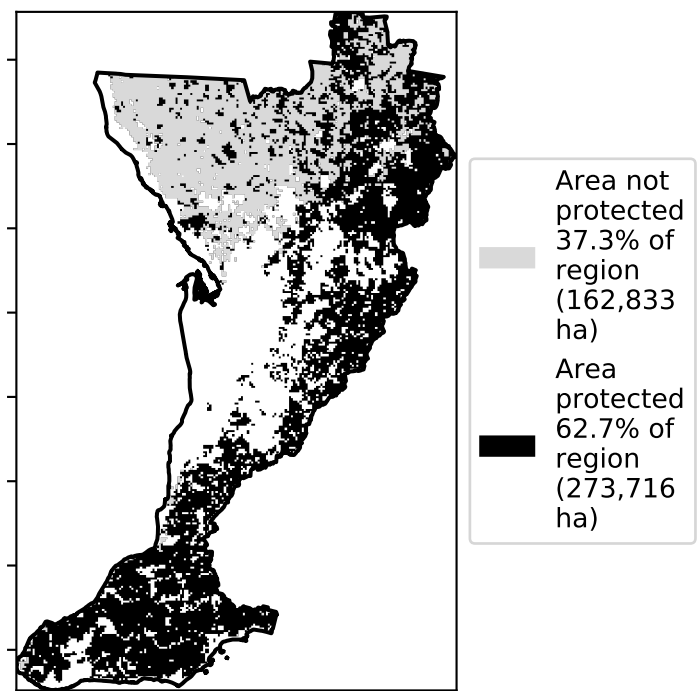 Area not
protected
37.3% of
region
(162,833
ha)
Area
protected
62.7% of
region
(273,716
ha)